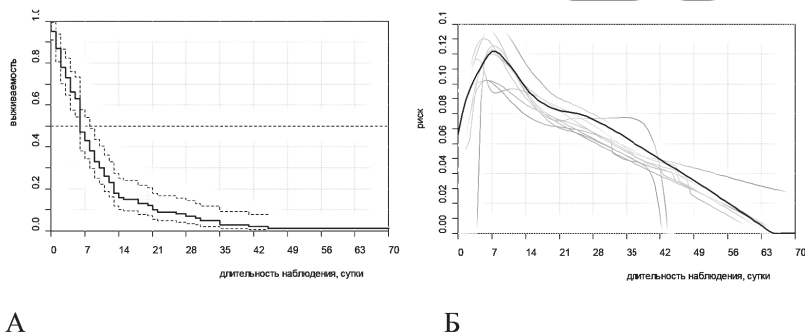 1.0
0.8
0.6
0.4
0.2
0.0
выживаемость
0 7 14 21 28 35 42 49 56 63 70
длительность наблюдения, сутки
А
0.1
0.12
0.10
0.08
0.06
0.04
0.02
0.00
риск
0 7 14 21 28 35 42 49 56 63 70
длительность наблюдения, сутки
Б